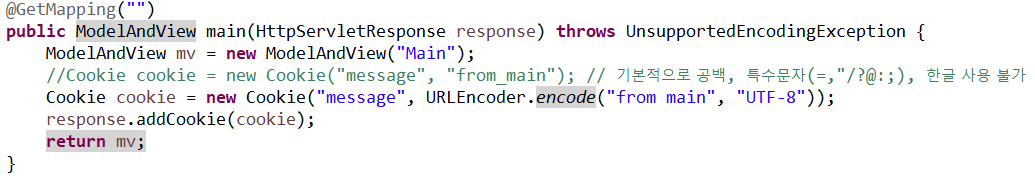 @GetMapping("")
public ModelAndView main(HttpServletResponse response) throws UnsupportedEncodingException {
ModelAndView mv = new ModelAndView("Main");
//Cookie cookie = new Cookie("message", "from_main"); // 기본적으로 공백, 특수문자(=,"/?@:;), 한글 사용 불가
Cookie cookie = new Cookie("message", URLEncoder.encode("from main", "UTF-8"));
response.addCookie(cookie);
return mv;
}